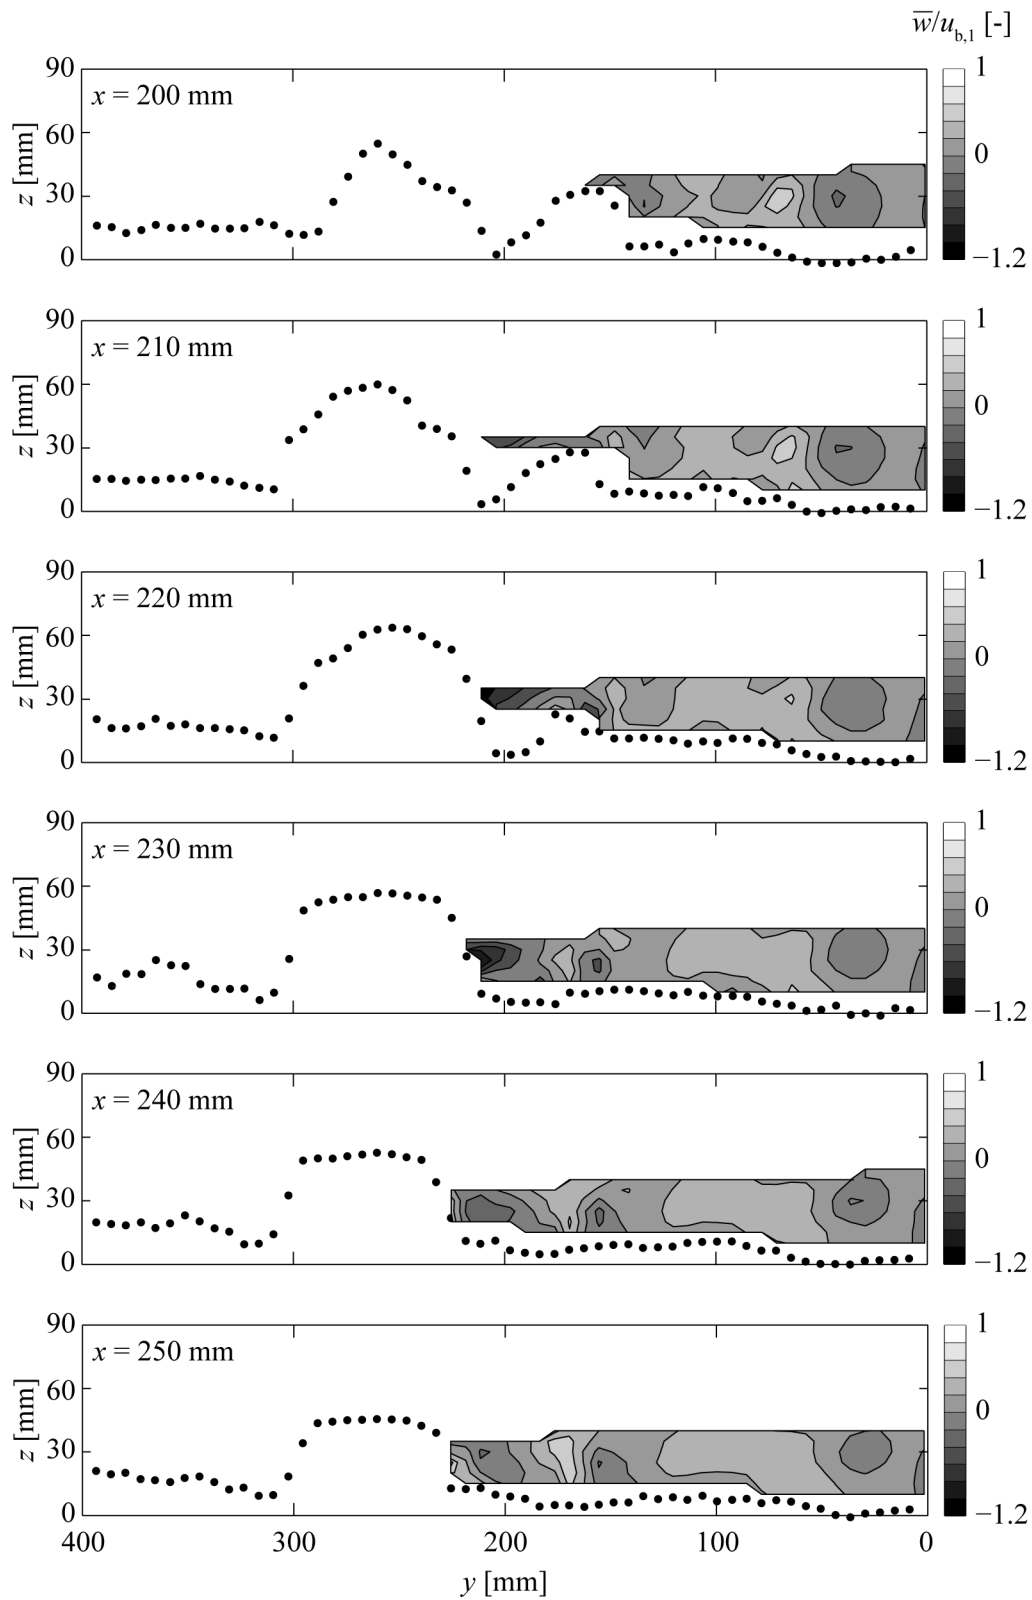 w̅/u_b,1 [-]
90
x = 200 mm
60
z [mm]
30
0
1
0
−1.2
90
x = 210 mm
60
z [mm]
30
0
1
0
−1.2
90
x = 220 mm
60
z [mm]
30
0
1
0
−1.2
90
x = 230 mm
60
z [mm]
30
0
1
0
−1.2
90
x = 240 mm
60
z [mm]
30
0
1
0
−1.2
90
x = 250 mm
60
z [mm]
30
0
1
0
−1.2
400 300 200 100 0
y [mm]